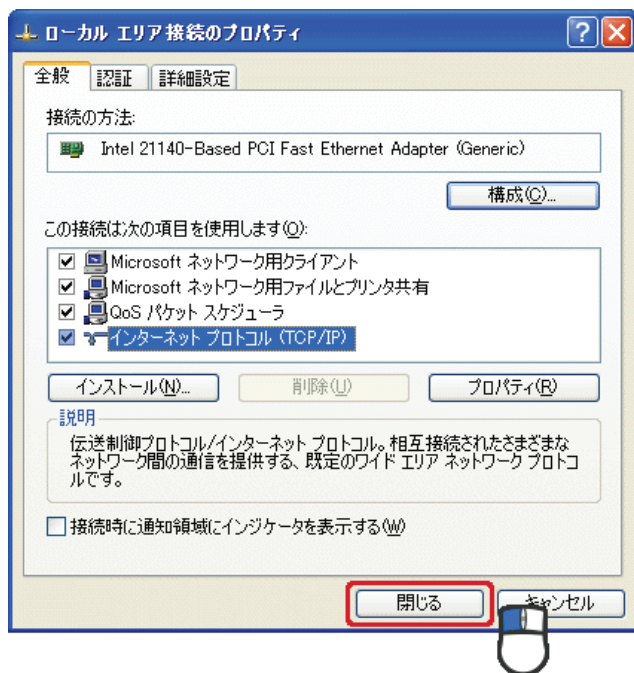 ローカル エリア接続のプロパティ
全般 認証 詳細設定
接続の方法:
Intel 21140-Based PCI Fast Ethernet Adapter (Generic)
構成(C)...
この接続は次の項目を使用します(O):
Microsoft ネットワーク用クライアント
Microsoft ネットワーク用ファイルとプリンタ共有
QoS パケット スケジューラ
インターネット プロトコル (TCP/IP)
インストール(N)... 削除(U) プロパティ(R)
説明
伝送制御プロトコル/インターネット プロトコル。相互接続されたさまざまな
ネットワーク間の通信を提供する、既定のワイド エリア ネットワーク プロトコ
ルです。
接続時に通知領域にインジケータを表示する(W)
閉じる キャンセル